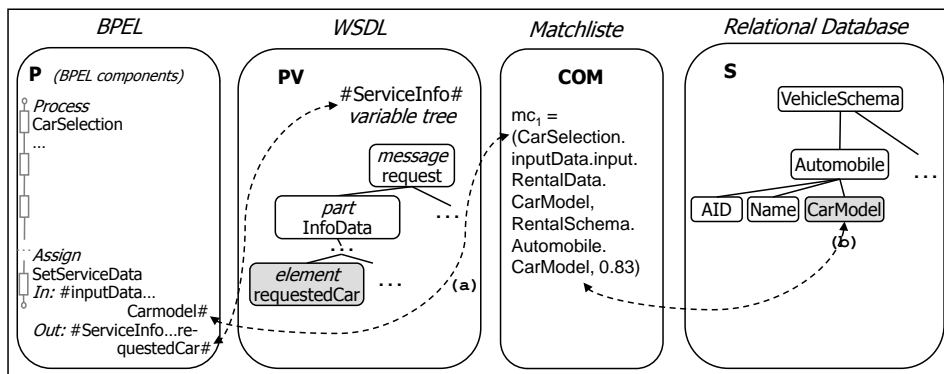 BPEL
WSDL
Matchliste
Relational Database
P (BPEL components)
Process
CarSelection
...
Assign
SetServiceData
In: #inputData...
Carmodel#
Out: #ServiceInfo...re-
questedCar#
PV
#ServiceInfo#
variable tree
message
request
...
part
InfoData
...
element
requestedCar
...
(a)
COM
mc1 =
(CarSelection.
inputData.input.
RentalData.
CarModel,
RentalSchema.
Automobile.
CarModel, 0.83)
S
VehicleSchema
Automobile
...
AID
Name
CarModel
(b)